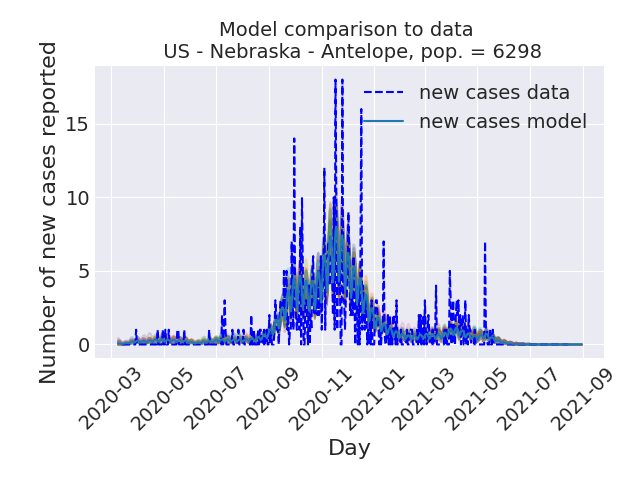 Model comparison to data
US - Nebraska - Antelope, pop. = 6298
new cases data
new cases model
Number of new cases reported
15
10
5
0
2020-03
2020-05
2020-07
2020-09
2020-11
2021-01
2021-03
2021-05
2021-07
2021-09
Day